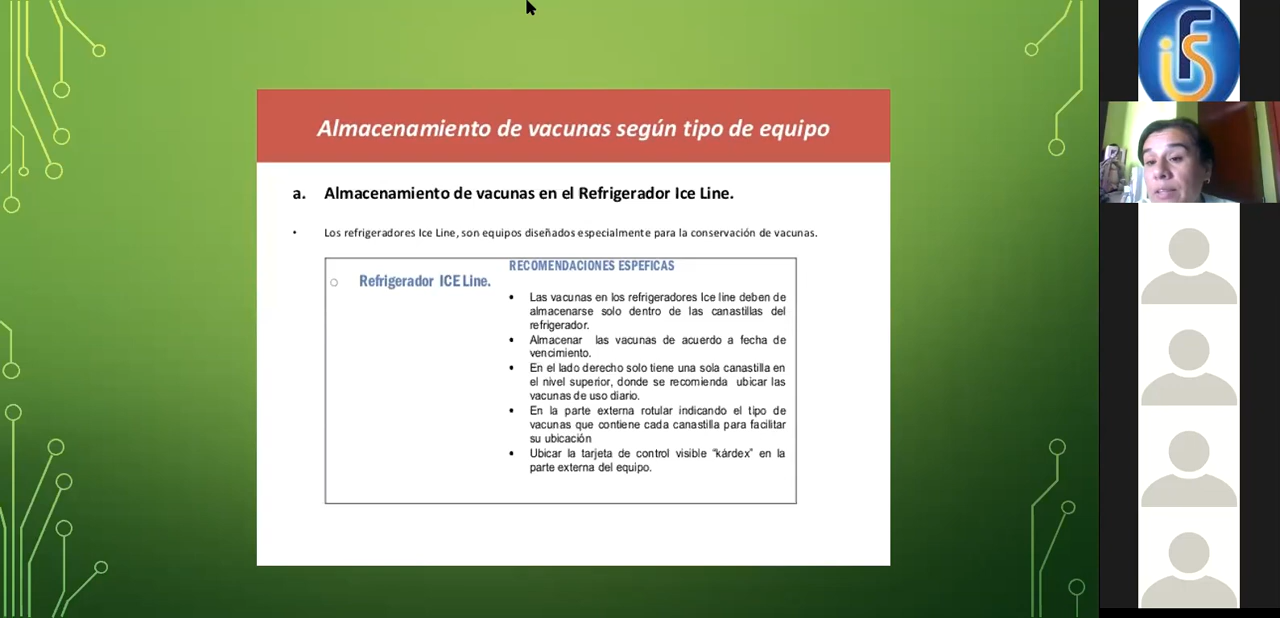 Almacenamiento de vacunas según tipo de equipo
a. Almacenamiento de vacunas en el Refrigerador Ice Line.
• Los refrigeradores Ice Line, son equipos diseñados especialmente para la conservación de vacunas.
Refrigerador ICE Line.
RECOMENDACIONES ESPEFICAS
• Las vacunas en los refrigeradores Ice line deben de
almacenarse solo dentro de las canastillas del
refrigerador.
• Almacenar las vacunas de acuerdo a fecha de
vencimiento.
• En el lado derecho solo tiene una sola canastilla en
el nivel superior, donde se recomienda ubicar las
vacunas de uso diario.
• En la parte externa rotular indicando el tipo de
vacunas que contiene cada canastilla para facilitar
su ubicación
• Ubicar la tarjeta de control visible “kárdex” en la
parte externa del equipo.